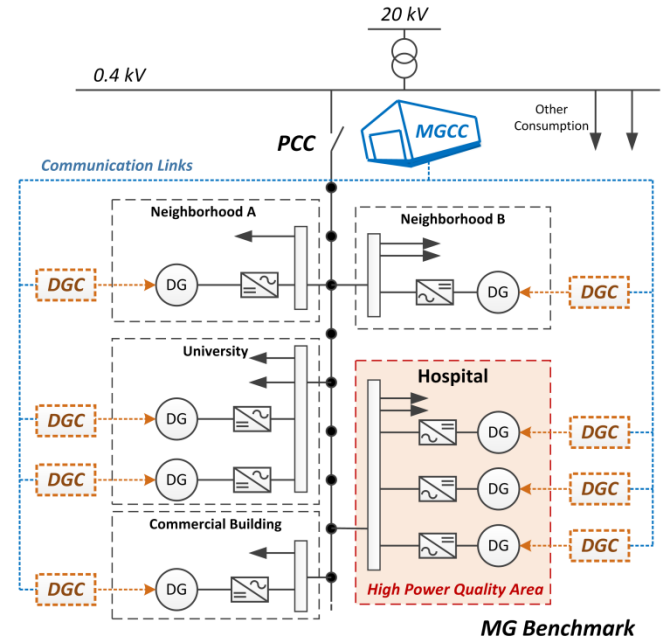 20 kV
0.4 kV
Other
Consumption
MGCC
PCC
Communication Links
Neighborhood A
Neighborhood B
DGC
DG
DG
DGC
University
Hospital
DGC
DG
DG
DGC
DGC
DG
DG
DGC
Commercial Building
DG
DGC
DGC
DG
High Power Quality Area
MG Benchmark